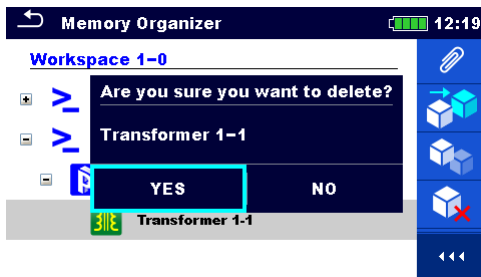 Memory Organizer 12:19
Workspace 1-0
Are you sure you want to delete?
Transformer 1-1
YES NO
Transformer 1-1